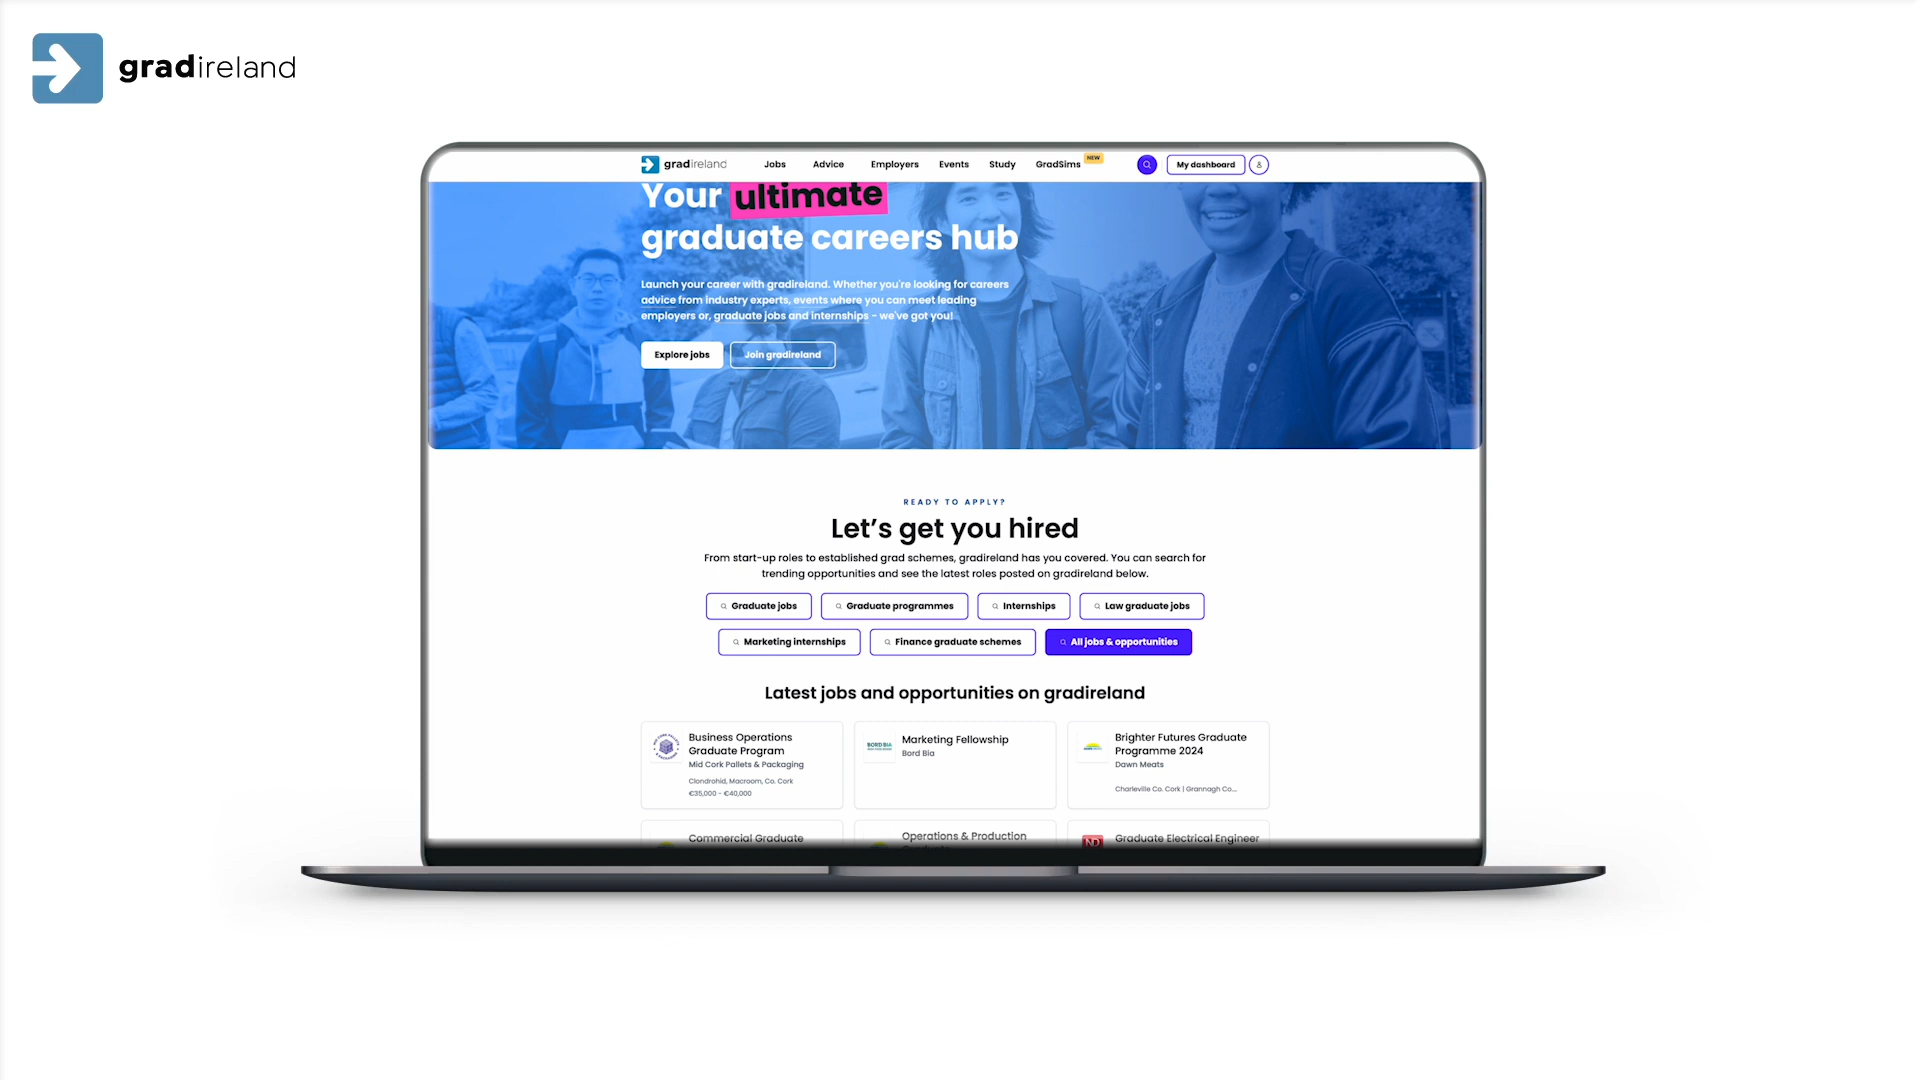 gradireland
gradireland
Jobs
Advice
Employers
Events
Study
GradSims
NEW
My dashboard
Your ultimate
graduate careers hub
Launch your career with gradireland. Whether you're looking for careers
advice from industry experts, events where you can meet leading
employers or, graduate jobs and internships - we've got you!
Explore jobs
Join gradireland
READY TO APPLY?
Let's get you hired
From start-up roles to established grad schemes, gradireland has you covered. You can search for
trending opportunities and see the latest roles posted on gradireland below.
Graduate jobs
Graduate programmes
Internships
Law graduate jobs
Marketing internships
Finance graduate schemes
All jobs & opportunities
Latest jobs and opportunities on gradireland
MID CORK PALLETS & PACKAGING
Business Operations
Graduate Program
Mid Cork Pallets & Packaging
Clondrohid, Macroom, Co. Cork
€35,000 - €40,000
BORD BIA
Marketing Fellowship
Bord Bia
Brighter Futures Graduate
Programme 2024
Dawn Meats
Charleville Co. Cork | Grannagh Co...
Commercial Graduate
Operations & Production
Graduate Electrical Engineer